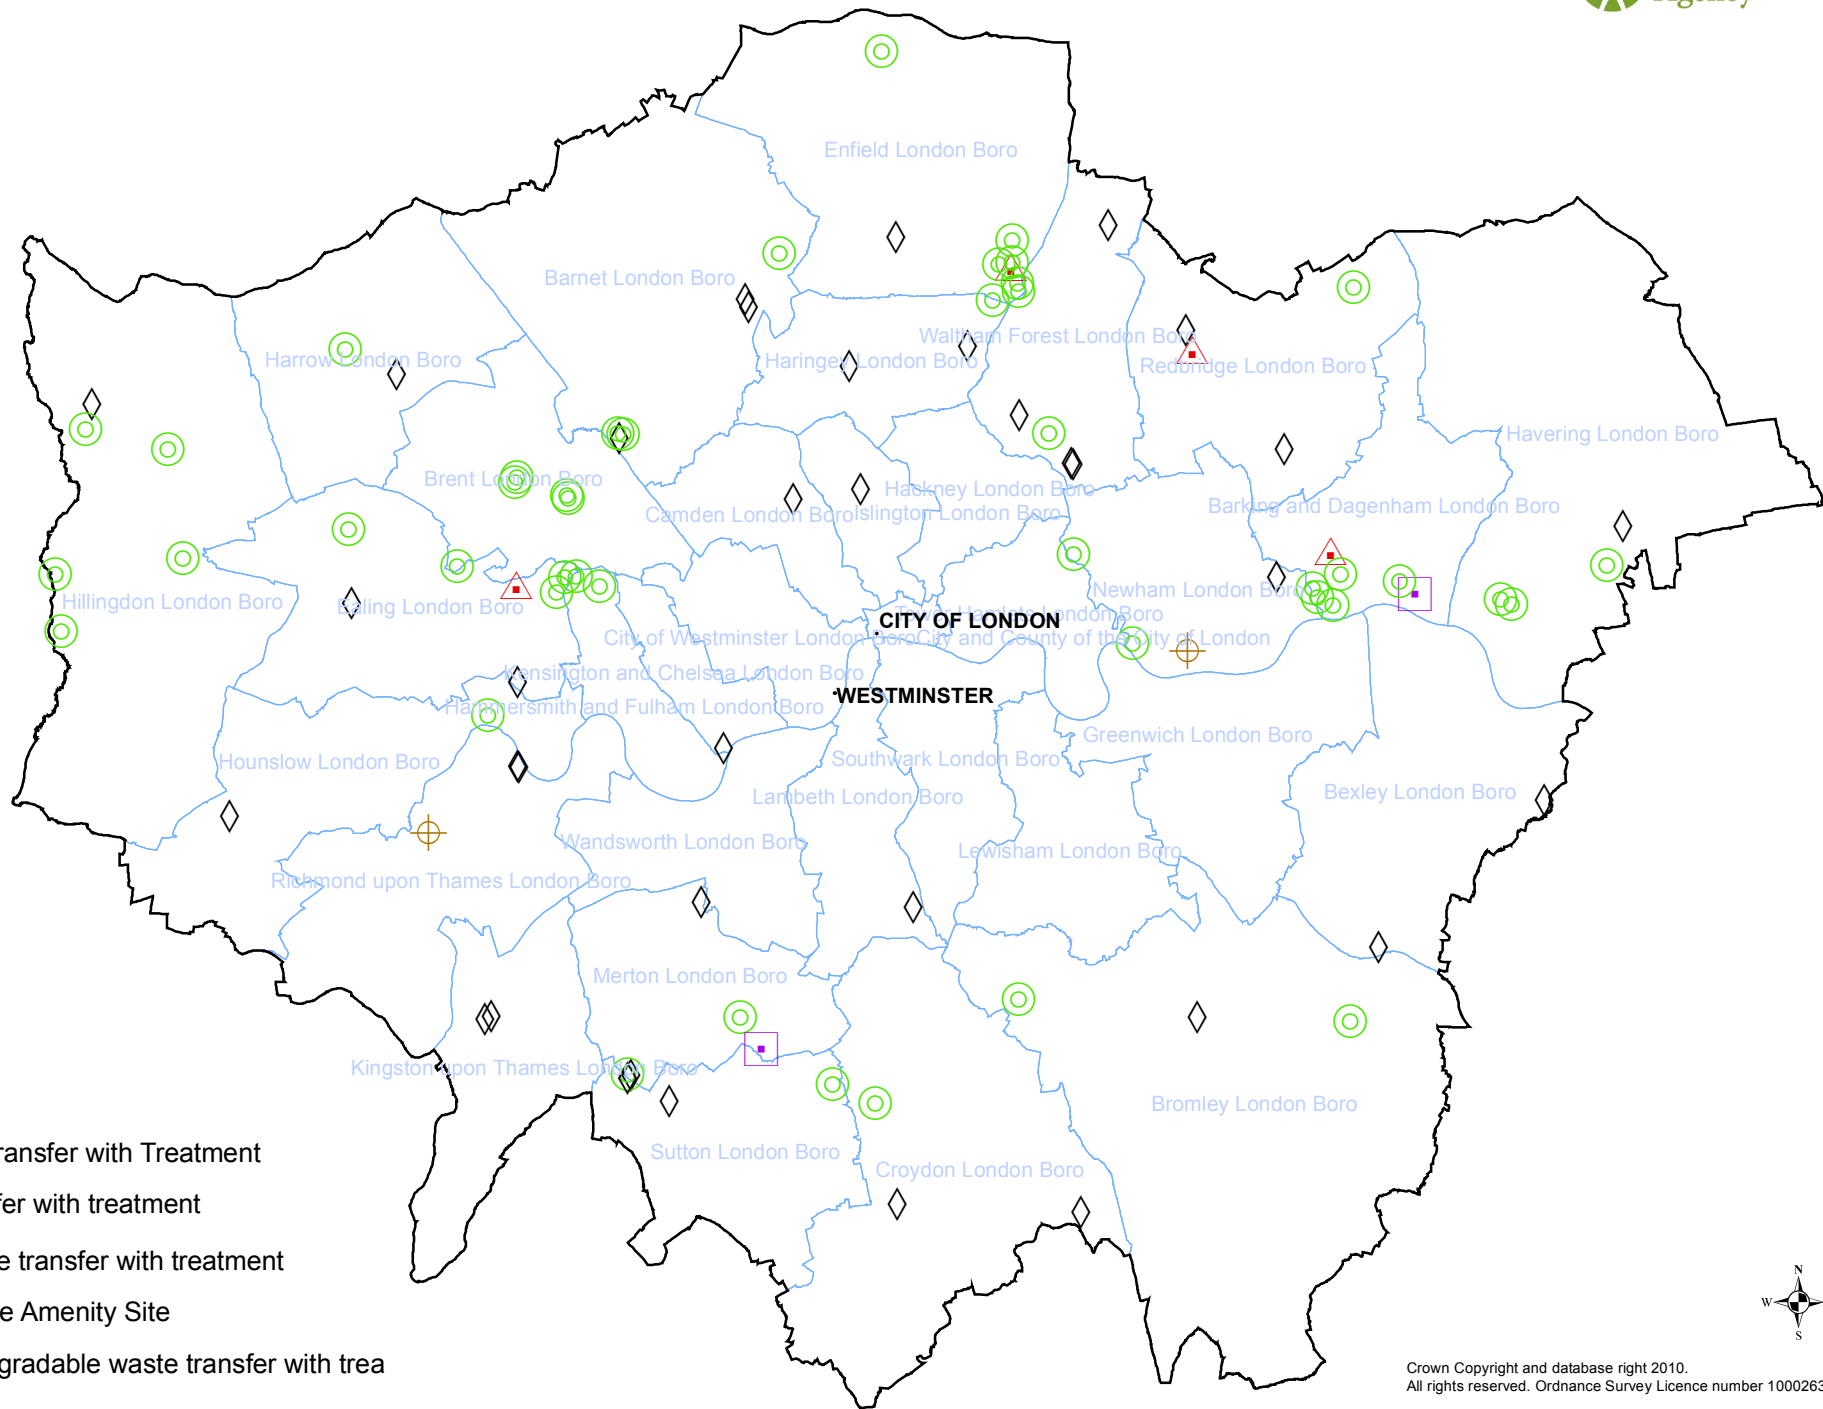 Enfield London Boro
Barnet London Boro
Waltham Forest London Boro
Haringey London Boro
Harrow London Boro
Redbridge London Boro
Havering London Boro
Brent London Boro
Hackney London Boro
Camden London Boro
Islington London Boro
Barking and Dagenham London Boro
Newham London Boro
Hillingdon London Boro
Ealing London Boro
Tower Hamlets London Boro
CITY OF LONDON
City of Westminster London Boro
City and County of the City of London
Kensington and Chelsea London Boro
WESTMINSTER
Hammersmith and Fulham London Boro
Greenwich London Boro
Hounslow London Boro
Southwark London Boro
Bexley London Boro
Lambeth London Boro
Wandsworth London Boro
Lewisham London Boro
Richmond upon Thames London Boro
Merton London Boro
Kingston upon Thames London Boro
Bromley London Boro
Sutton London Boro
Croydon London Boro
ransfer with Treatment
fer with treatment
e transfer with treatment
e Amenity Site
gradable waste transfer with trea
N
W
S
Crown Copyright and database right 2010.
All rights reserved. Ordnance Survey Licence number 1000263